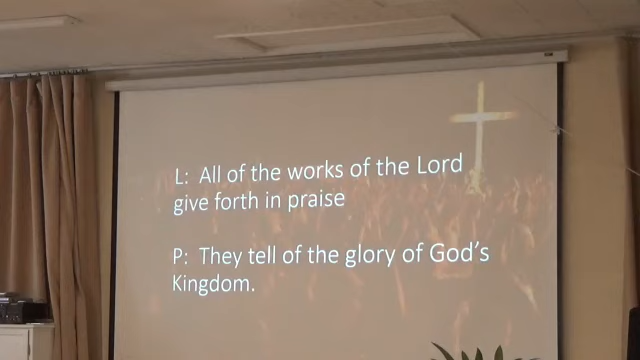 L: All of the works of the Lord
give forth in praise
P: They tell of the glory of God's
Kingdom.